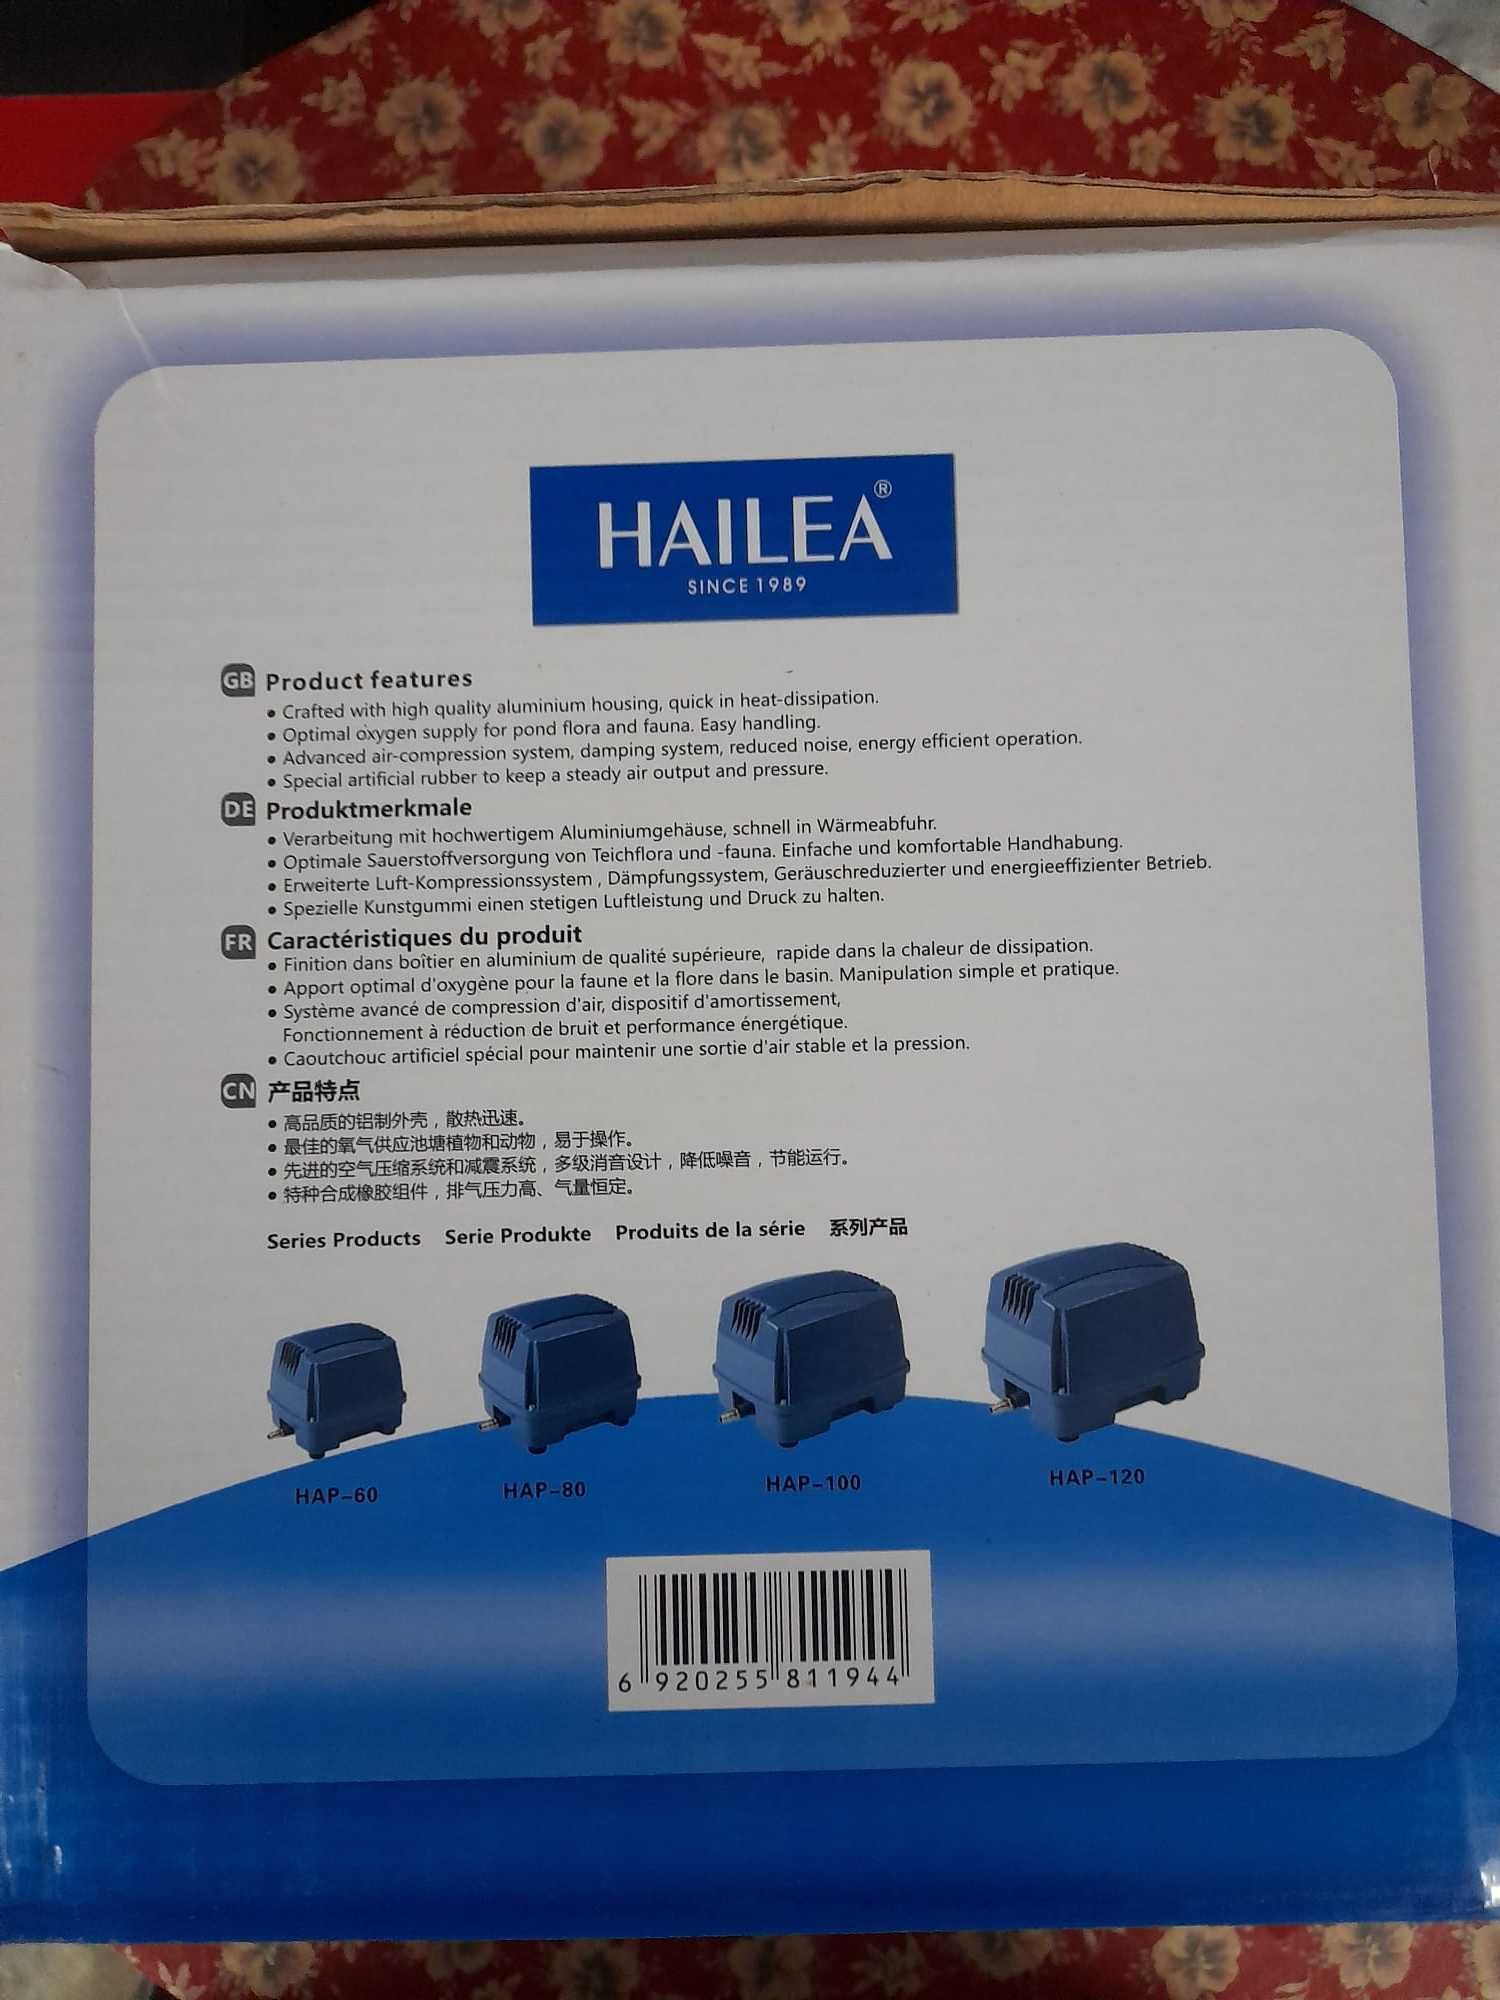 HAILEA®
SINCE 1989
GB Product features
• Crafted with high quality aluminium housing, quick in heat-dissipation.
• Optimal oxygen supply for pond flora and fauna. Easy handling.
• Advanced air-compression system, damping system, reduced noise, energy efficient operation.
• Special artificial rubber to keep a steady air output and pressure.
DE Produktmerkmale
• Verarbeitung mit hochwertigem Aluminiumgehäuse, schnell in Wärmeabfuhr.
• Optimale Sauerstoffversorgung von Teichflora und -fauna. Einfache und komfortable Handhabung.
• Erweiterte Luft-Kompressionssystem , Dämpfungssystem, Geräuschreduzierter und energieeffizienter Betrieb.
• Spezielle Kunstgummi einen stetigen Luftleistung und Druck zu halten.
FR Caractéristiques du produit
• Finition dans boîtier en aluminium de qualité supérieure, rapide dans la chaleur de dissipation.
• Apport optimal d'oxygène pour la faune et la flore dans le basin. Manipulation simple et pratique.
• Système avancé de compression d'air, dispositif d'amortissement,
Fonctionnement à réduction de bruit et performance énergétique.
• Caoutchouc artificiel spécial pour maintenir une sortie d'air stable et la pression.
CN 产品特点
• 高品质的铝制外壳，散热迅速。
• 最佳的氧气供应池塘植物和动物，易于操作。
• 先进的空气压缩系统和减震系统，多级消音设计，降低噪音，节能运行。
• 特种合成橡胶组件，排气压力高、气量恒定。
Series Products Serie Produkte Produits de la série 系列产品
HAP-60 HAP-80 HAP-100 HAP-120
6 920255 811944